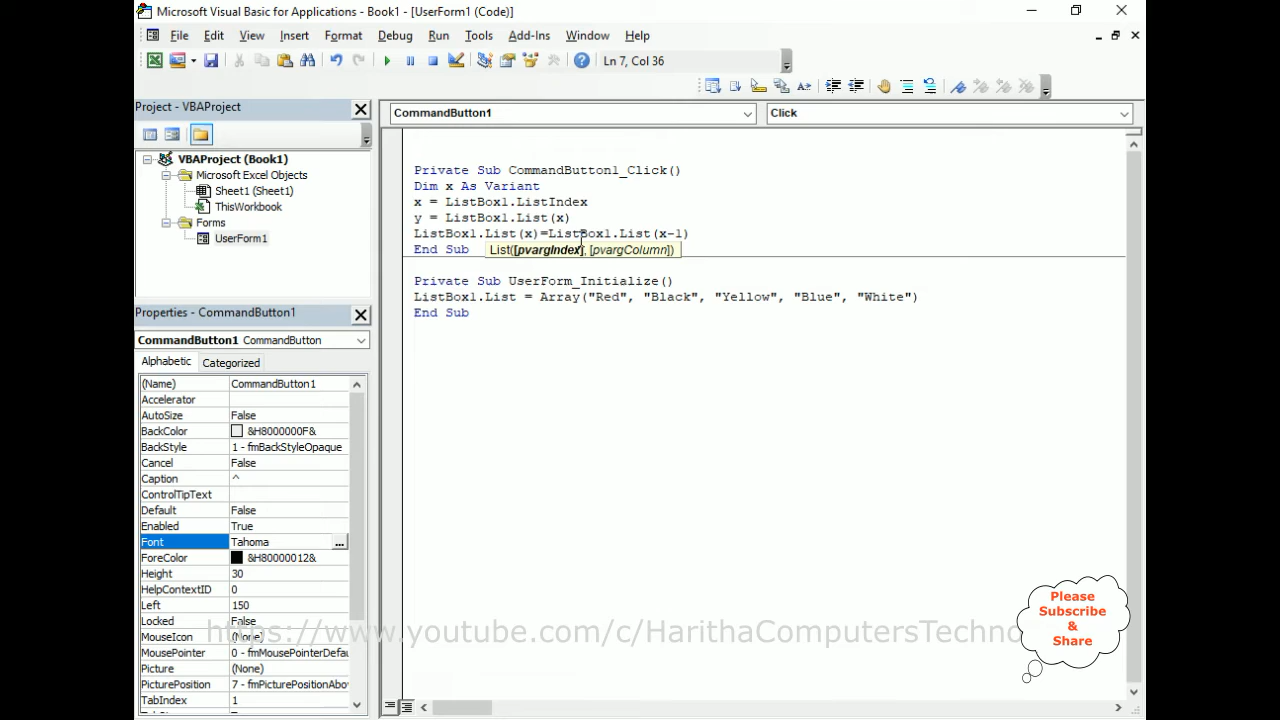 Microsoft Visual Basic for Applications - Book1 - [UserForm1 (Code)]
File Edit View Insert Format Debug Run Tools Add-Ins Window Help
Ln 7, Col 36
Project - VBAProject
VBAProject (Book1)
Microsoft Excel Objects
Sheet1 (Sheet1)
ThisWorkbook
Forms
UserForm1
CommandButton1 Click
Private Sub CommandButton1_Click()
Dim x As Variant
x = ListBox1.ListIndex
y = ListBox1.List(x)
ListBox1.List(x)=ListBox1.List(x-1)
End Sub
List([pvargIndex], [pvargColumn])
Private Sub UserForm_Initialize()
ListBox1.List = Array("Red", "Black", "Yellow", "Blue", "White")
End Sub
Properties - CommandButton1
CommandButton1 CommandButton
Alphabetic Categorized
(Name) CommandButton1
Accelerator
AutoSize False
BackColor &H8000000F&
BackStyle 1 - fmBackStyleOpaque
Cancel False
Caption ^
ControlTipText
Default False
Enabled True
Font Tahoma ...
ForeColor &H80000012&
Height 30
HelpContextID 0
Left 150
Locked False
MouseIcon (None)
MousePointer 0 - fmMousePointerDefau
Picture (None)
PicturePosition 7 - fmPicturePositionAbov
TabIndex 1
https://www.youtube.com/c/HarithaComputersTechno
Please
Subscribe
&
Share